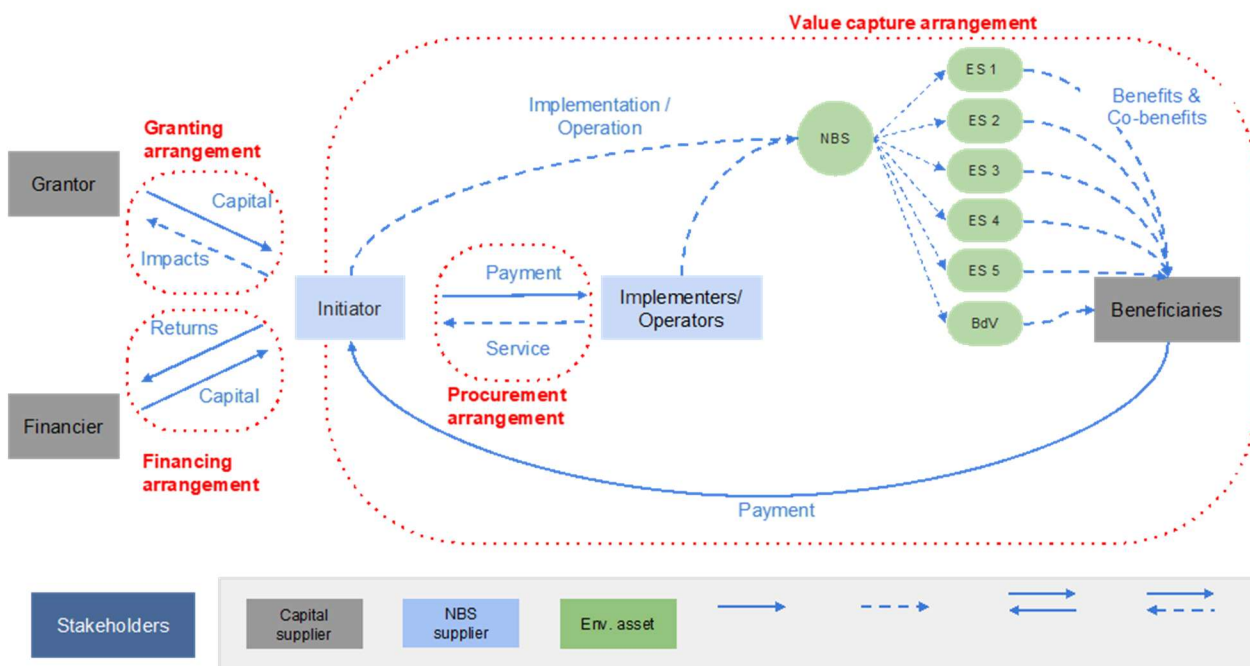 Value capture arrangement
ES 1
Implementation /
Operation
Benefits &
Co-benefits
Granting
arrangement
ES 2
NBS
Grantor
ES 3
Capital
ES 4
Impacts
Payment
ES 5
Initiator
Implementers/
Operators
Beneficiaries
Returns
BdV
Service
Capital
Procurement
arrangement
Financier
Financing
arrangement
Payment
Stakeholders
Capital
supplier
NBS
supplier
Env. asset